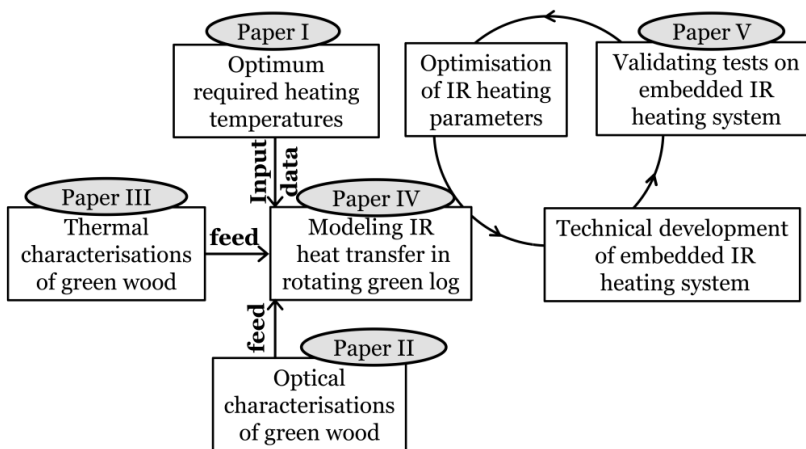 Paper I
Optimum
required heating
temperatures
Input
data
Paper III
Thermal
characterisations
of green wood
feed
Paper IV
Modeling IR
heat transfer in
rotating green log
feed
Paper II
Optical
characterisations
of green wood
Optimisation
of IR heating
parameters
Paper V
Validating tests on
embedded IR
heating system
Technical development
of embedded IR
heating system